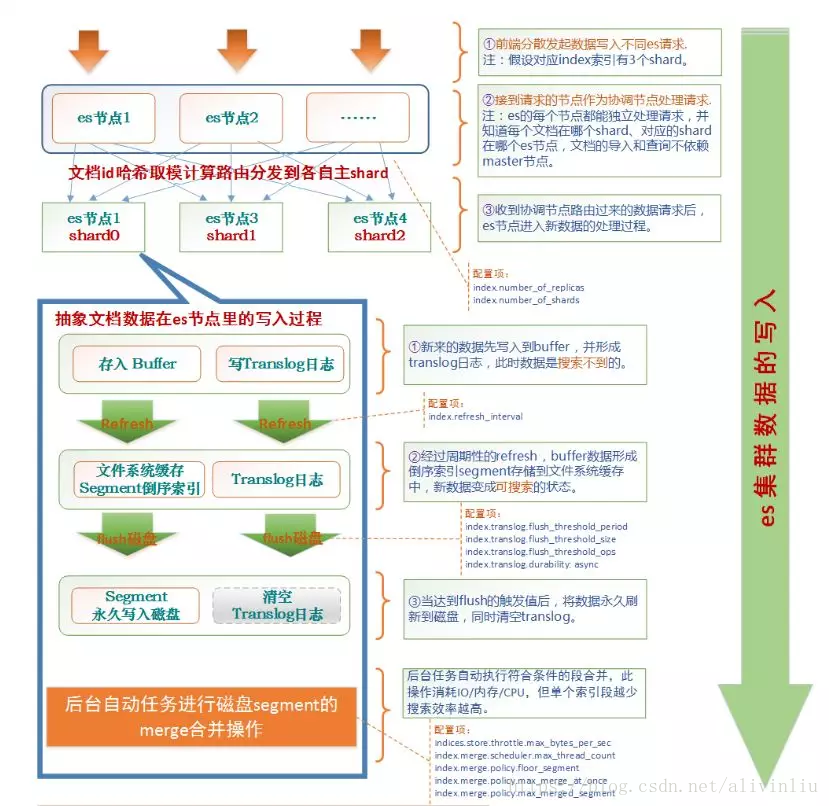 ①前端分散发起数据写入不同es请求.
注：假设对应index索引有3个shard。
es节点1
es节点2
……
②接到请求的节点作为协调节点处理请求.
注：es的每个节点都能独立处理请求，并
知道每个文档在哪个shard、对应的shard
在哪个es节点，文档的导入和查询不依赖
master节点。
文档id哈希取模计算路由分发到各自主shard
es节点1
shard0
es节点3
shard1
es节点4
shard2
③收到协调节点路由过来的数据请求后，
es节点进入新数据的处理过程。
配置项：
index.number_of_replicas
index.number_of_shards
抽象文档数据在es节点里的写入过程
存入 Buffer
写Translog日志
①新来的数据先写入到buffer，并形成
translog日志，此时数据是搜索不到的。
Refresh
Refresh
配置项：
index.refresh_interval
文件系统缓存
Segment倒序索引
Translog日志
②经过周期性的refresh，buffer数据形成
倒序索引segment存储到文件系统缓存
中，新数据变成可搜索的状态。
flush磁盘
flush磁盘
配置项：
index.translog.flush_threshold_period
index.translog.flush_threshold_size
index.translog.flush_threshold_ops
index.translog.durability: async
Segment
永久写入磁盘
清空
Translog日志
③当达到flush的触发值后，将数据永久刷
新到磁盘，同时清空translog。
后台自动任务进行磁盘segment的
merge合并操作
后台任务自动执行符合条件的段合并，此
操作消耗IO/内存/CPU，但单个索引段越少
搜索效率越高。
配置项：
indices.store.throttle.max_bytes_per_sec
index.merge.scheduler.max_thread_count
index.merge.policy.floor_segment
index.merge.policy.max_merge_at_once
index.merge.policy.max_merged_segment
es集群数据的写入
https://blog.csdn.net/alivinliu